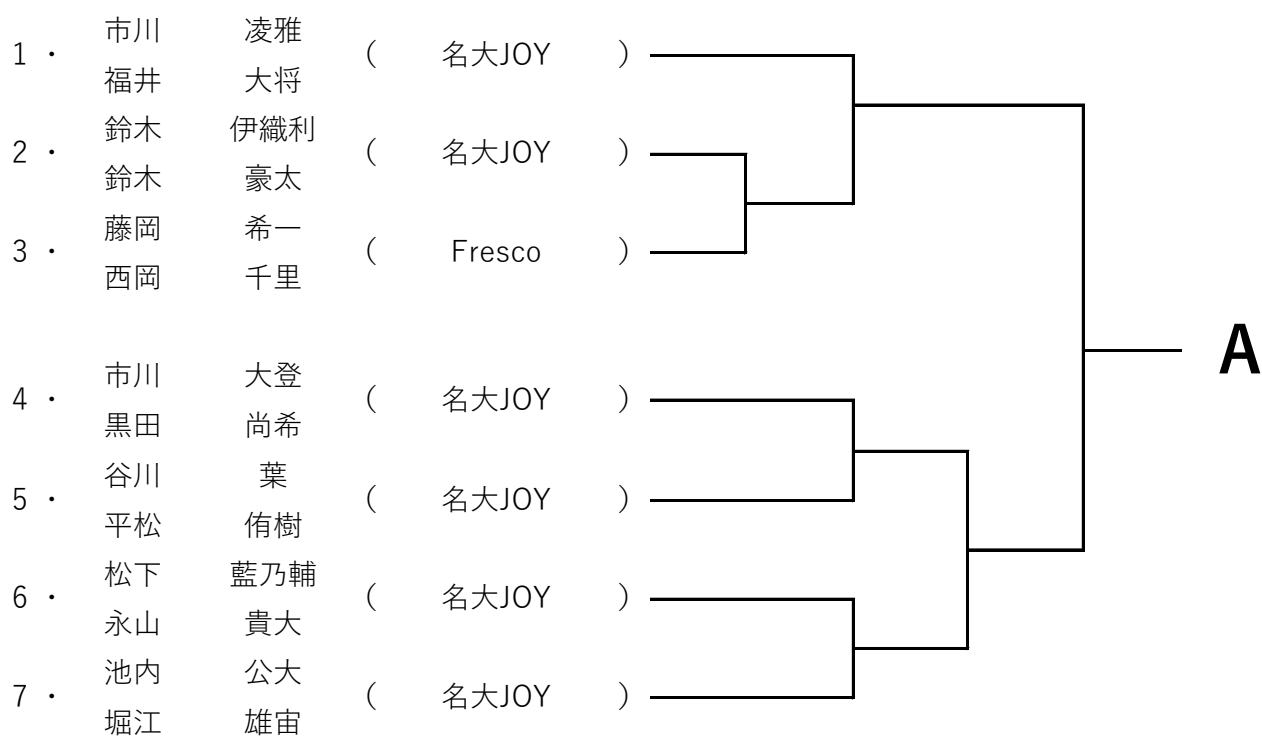 市川 凌雅
1 ・ ( 名大JOY )
福井 大将
鈴木 伊織利
2 ・ ( 名大JOY )
鈴木 豪太
藤岡 希一
3 ・ ( Fresco )
西岡 千里
市川 大登
4 ・ ( 名大JOY )
黒田 尚希
谷川 葉
5 ・ ( 名大JOY )
平松 侑樹
松下 藍乃輔
6 ・ ( 名大JOY )
永山 貴大
池内 公大
7 ・ ( 名大JOY )
堀江 雄宙
A